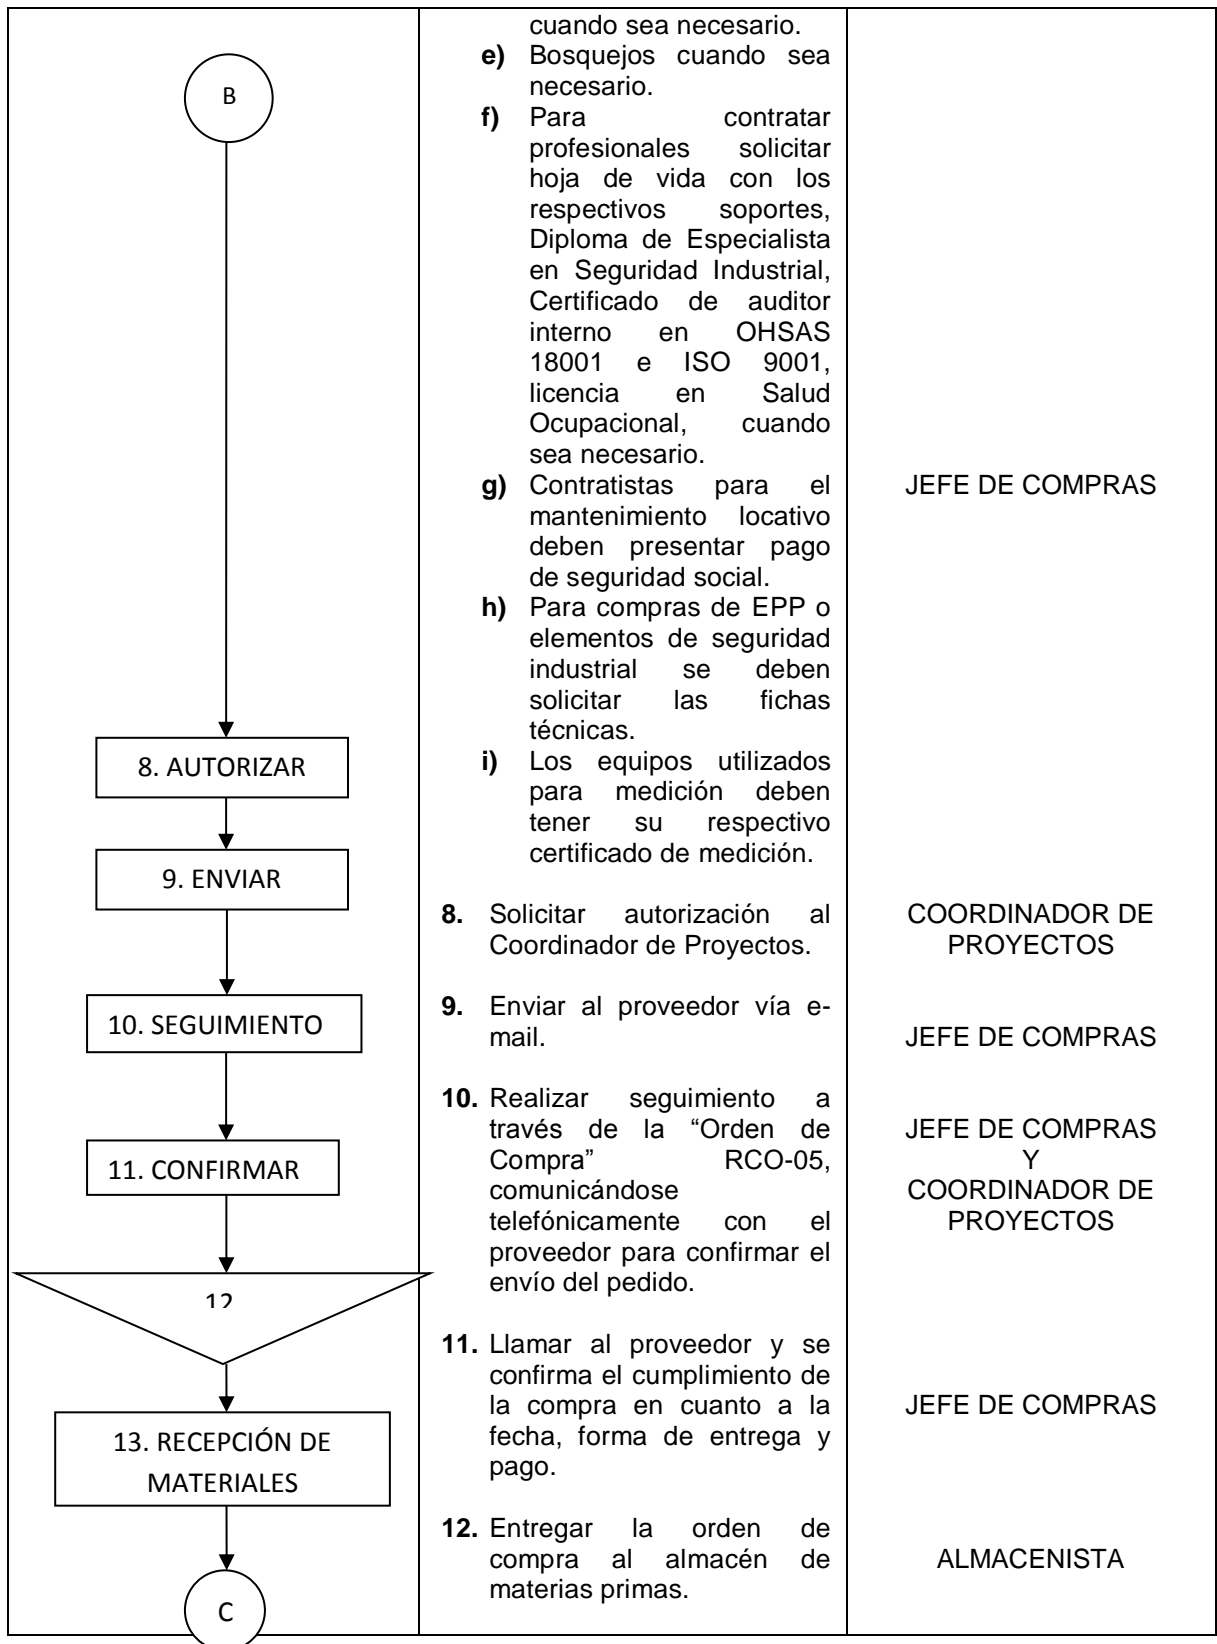 B
8. AUTORIZAR
9. ENVIAR
10. SEGUIMIENTO
11. CONFIRMAR
12
13. RECEPCIÓN DE
MATERIALES
C
cuando sea necesario.
e) Bosquejos cuando sea
necesario.
f) Para contratar
profesionales solicitar
hoja de vida con los
respectivos soportes,
Diploma de Especialista
en Seguridad Industrial,
Certificado de auditor
interno en OHSAS
18001 e ISO 9001,
licencia en Salud
Ocupacional, cuando
sea necesario.
g) Contratistas para el
mantenimiento locativo
deben presentar pago
de seguridad social.
h) Para compras de EPP o
elementos de seguridad
industrial se deben
solicitar las fichas
técnicas.
i) Los equipos utilizados
para medición deben
tener su respectivo
certificado de medición.
8. Solicitar autorización al
Coordinador de Proyectos.
9. Enviar al proveedor vía e-
mail.
10. Realizar seguimiento a
través de la “Orden de
Compra” RCO-05,
comunicándose
telefónicamente con el
proveedor para confirmar el
envío del pedido.
11. Llamar al proveedor y se
confirma el cumplimiento de
la compra en cuanto a la
fecha, forma de entrega y
pago.
12. Entregar la orden de
compra al almacén de
materias primas.
JEFE DE COMPRAS
COORDINADOR DE
PROYECTOS
JEFE DE COMPRAS
JEFE DE COMPRAS
Y
COORDINADOR DE
PROYECTOS
JEFE DE COMPRAS
ALMACENISTA